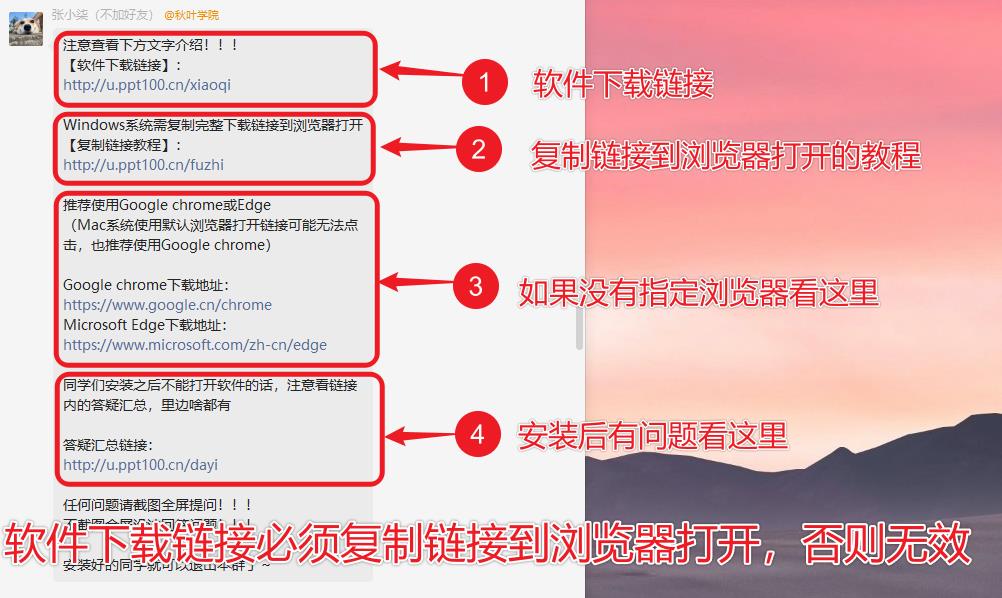 张小柒（不加好友） @秋叶学院
注意查看下方文字介绍！！！
【软件下载链接】：
http://u.ppt100.cn/xiaoqi
1 软件下载链接
Windows系统需复制完整下载链接到浏览器打开
【复制链接教程】：
http://u.ppt100.cn/fuzhi
2 复制链接到浏览器打开的教程
推荐使用Google chrome或Edge
（Mac系统使用默认浏览器打开链接可能无法点
击，也推荐使用Google chrome）
Google chrome下载地址：
https://www.google.cn/chrome
Microsoft Edge下载地址：
https://www.microsoft.com/zh-cn/edge
3 如果没有指定浏览器看这里
同学们安装之后不能打开软件的话，注意看链接
内的答疑汇总，里边啥都有
答疑汇总链接：
http://u.ppt100.cn/dayi
4 安装后有问题看这里
任何问题请截图全屏提问！！！
软件下载链接必须复制链接到浏览器打开，否则无效
安装好的同学就可以退出本群了~